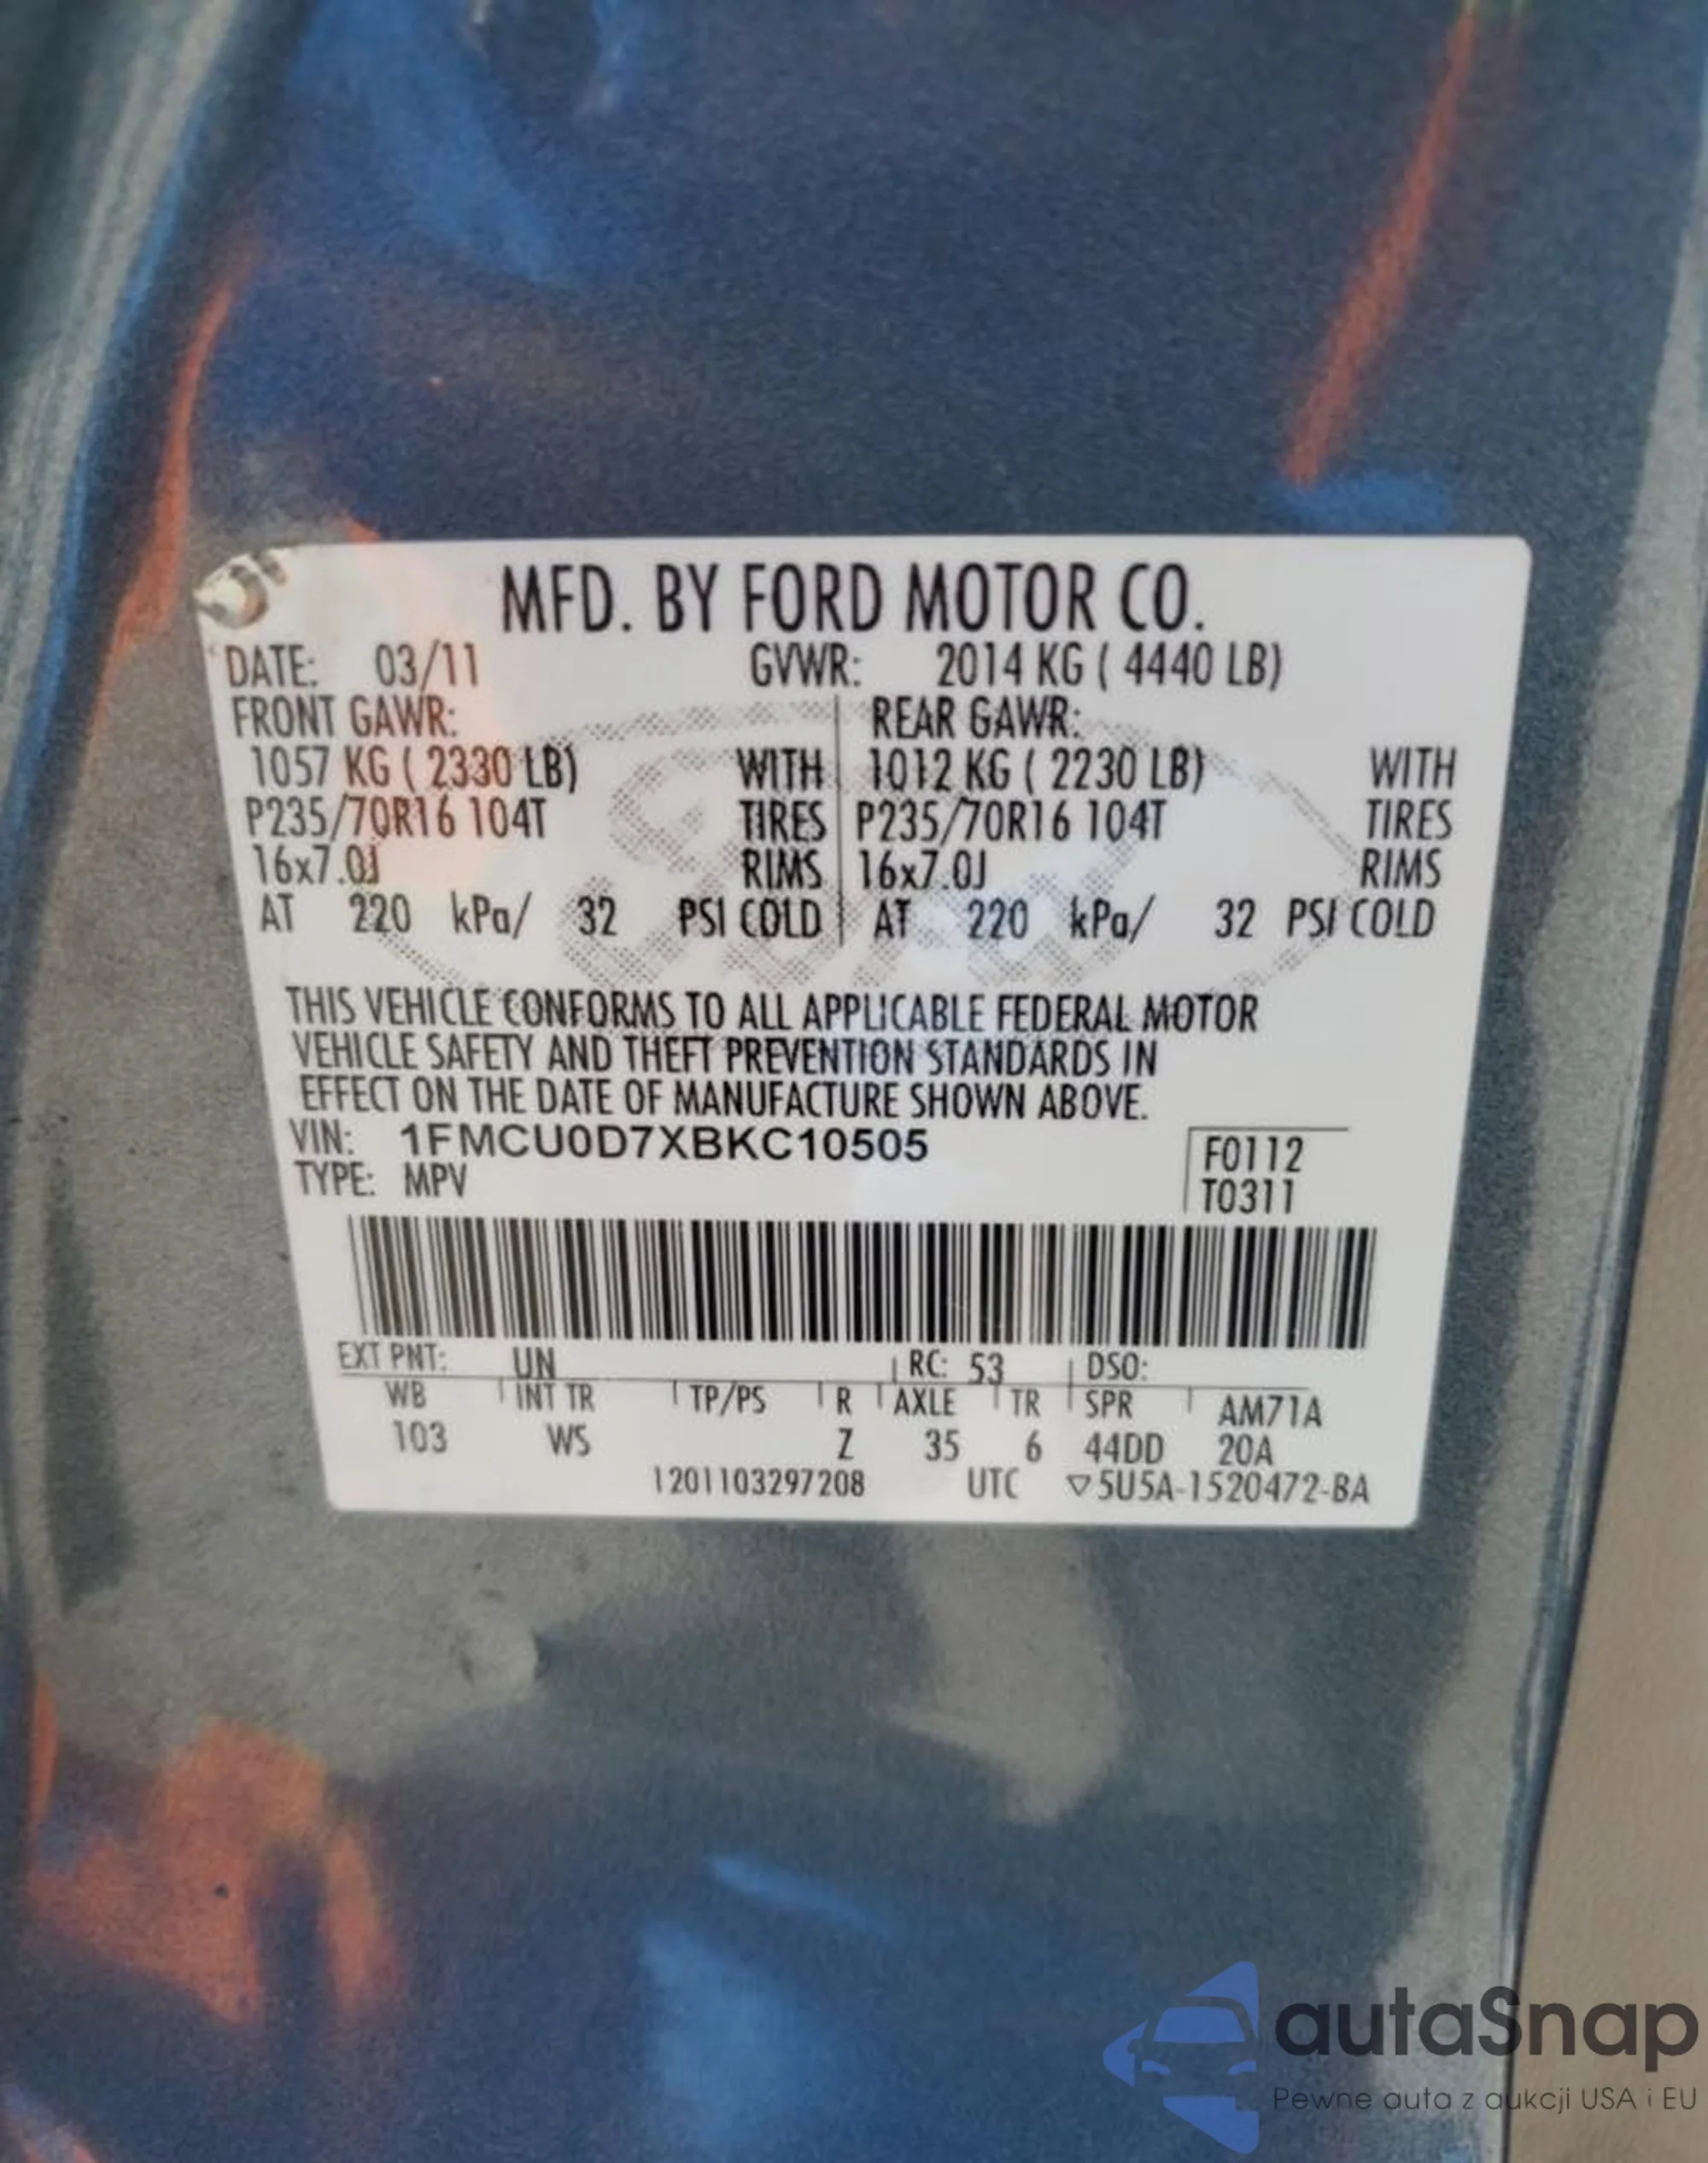 MFD. BY FORD MOTOR CO.
DATE: 03/11 GVWR: 2014 KG ( 4440 LB)
FRONT GAWR: REAR GAWR:
1057 KG ( 2330 LB) WITH 1012 KG ( 2230 LB) WITH
P235/70R16 104T TIRES P235/70R16 104T TIRES
16x7.0J RIMS 16x7.0J RIMS
AT 220 kPa/ 32 PSI COLD AT 220 kPa/ 32 PSI COLD
THIS VEHICLE CONFORMS TO ALL APPLICABLE FEDERAL MOTOR
VEHICLE SAFETY AND THEFT PREVENTION STANDARDS IN
EFFECT ON THE DATE OF MANUFACTURE SHOWN ABOVE.
VIN: 1FMCU0D7XBKC10505 F0112
TYPE: MPV T0311
EXT PNT: UN RC: 53 DSO:
WB INT TR TP/PS R AXLE TR SPR AM71A
103 WS Z 35 6 44DD 20A
1201103297208 UTC ▽5U5A-1520472-BA
autaSnap
Pewne auta z aukcji USA i EU